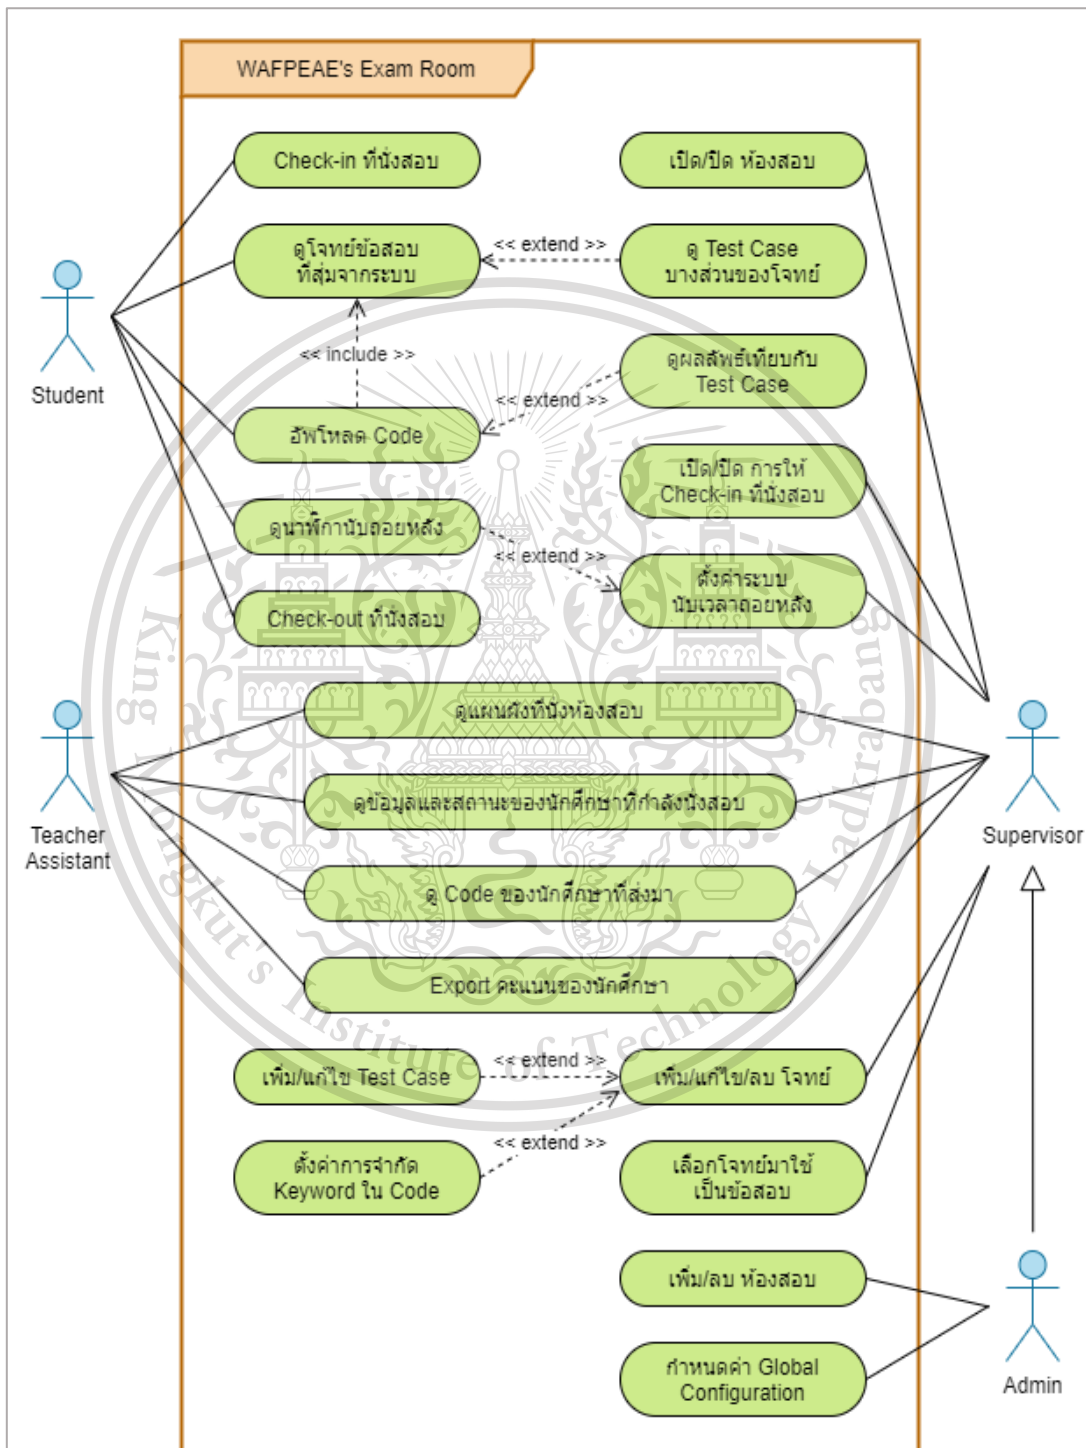 WAFPEAE's Exam Room
Check-in ที่นั่งสอบ
เปิด/ปิด ห้องสอบ
ดูโจทย์ข้อสอบ
ที่สุ่มจากระบบ
<< extend >>
ดู Test Case
บางส่วนของโจทย์
Student
<< include >>
ดูผลลัพธ์เทียบกับ
Test Case
<< extend >>
อัพโหลด Code
เปิด/ปิด การให้
Check-in ที่นั่งสอบ
ดูนาฬิกานับถอยหลัง
<< extend >>
ตั้งค่าระบบ
นับเวลาถอยหลัง
Check-out ที่นั่งสอบ
ดูแผนผังที่นั่งห้องสอบ
Teacher
Assistant
Supervisor
ดูข้อมูลและสถานะของนักศึกษาที่กำลังนั่งสอบ
ดู Code ของนักศึกษาที่ส่งมา
Export คะแนนของนักศึกษา
เพิ่ม/แก้ไข Test Case
<< extend >>
เพิ่ม/แก้ไข/ลบ โจทย์
<< extend >>
ตั้งค่าการจำกัด
Keyword ใน Code
เลือกโจทย์มาใช้
เป็นข้อสอบ
เพิ่ม/ลบ ห้องสอบ
กำหนดค่า Global
Configuration
Admin
King Mongkut's Institute of Technology Ladkrabang